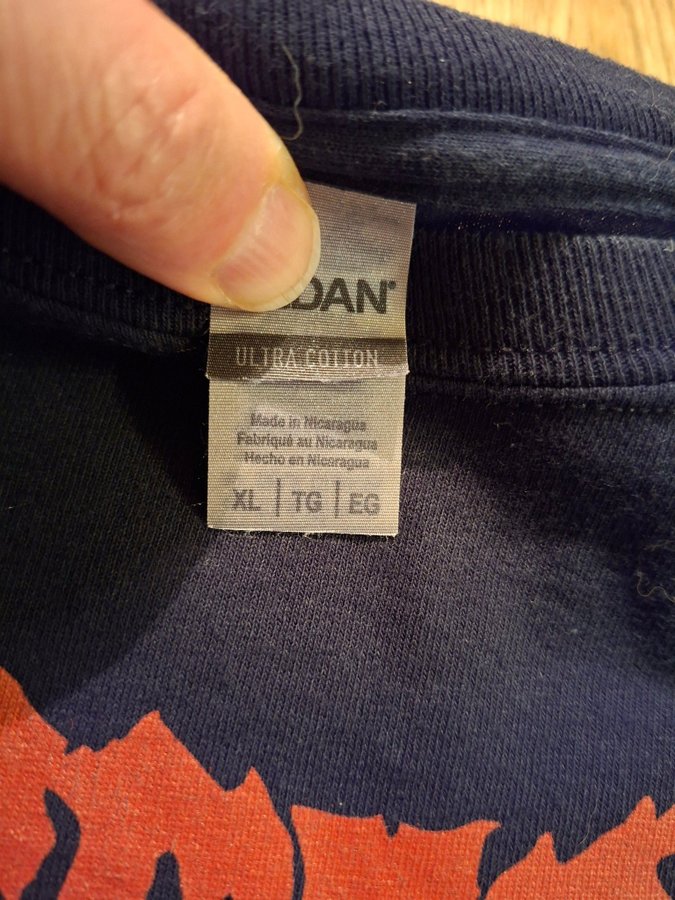 DAN®
ULTRA COTTON
Made in Nicaragua
Fabriqué au Nicaragua
Hecho en Nicaragua
XL | TG | EG